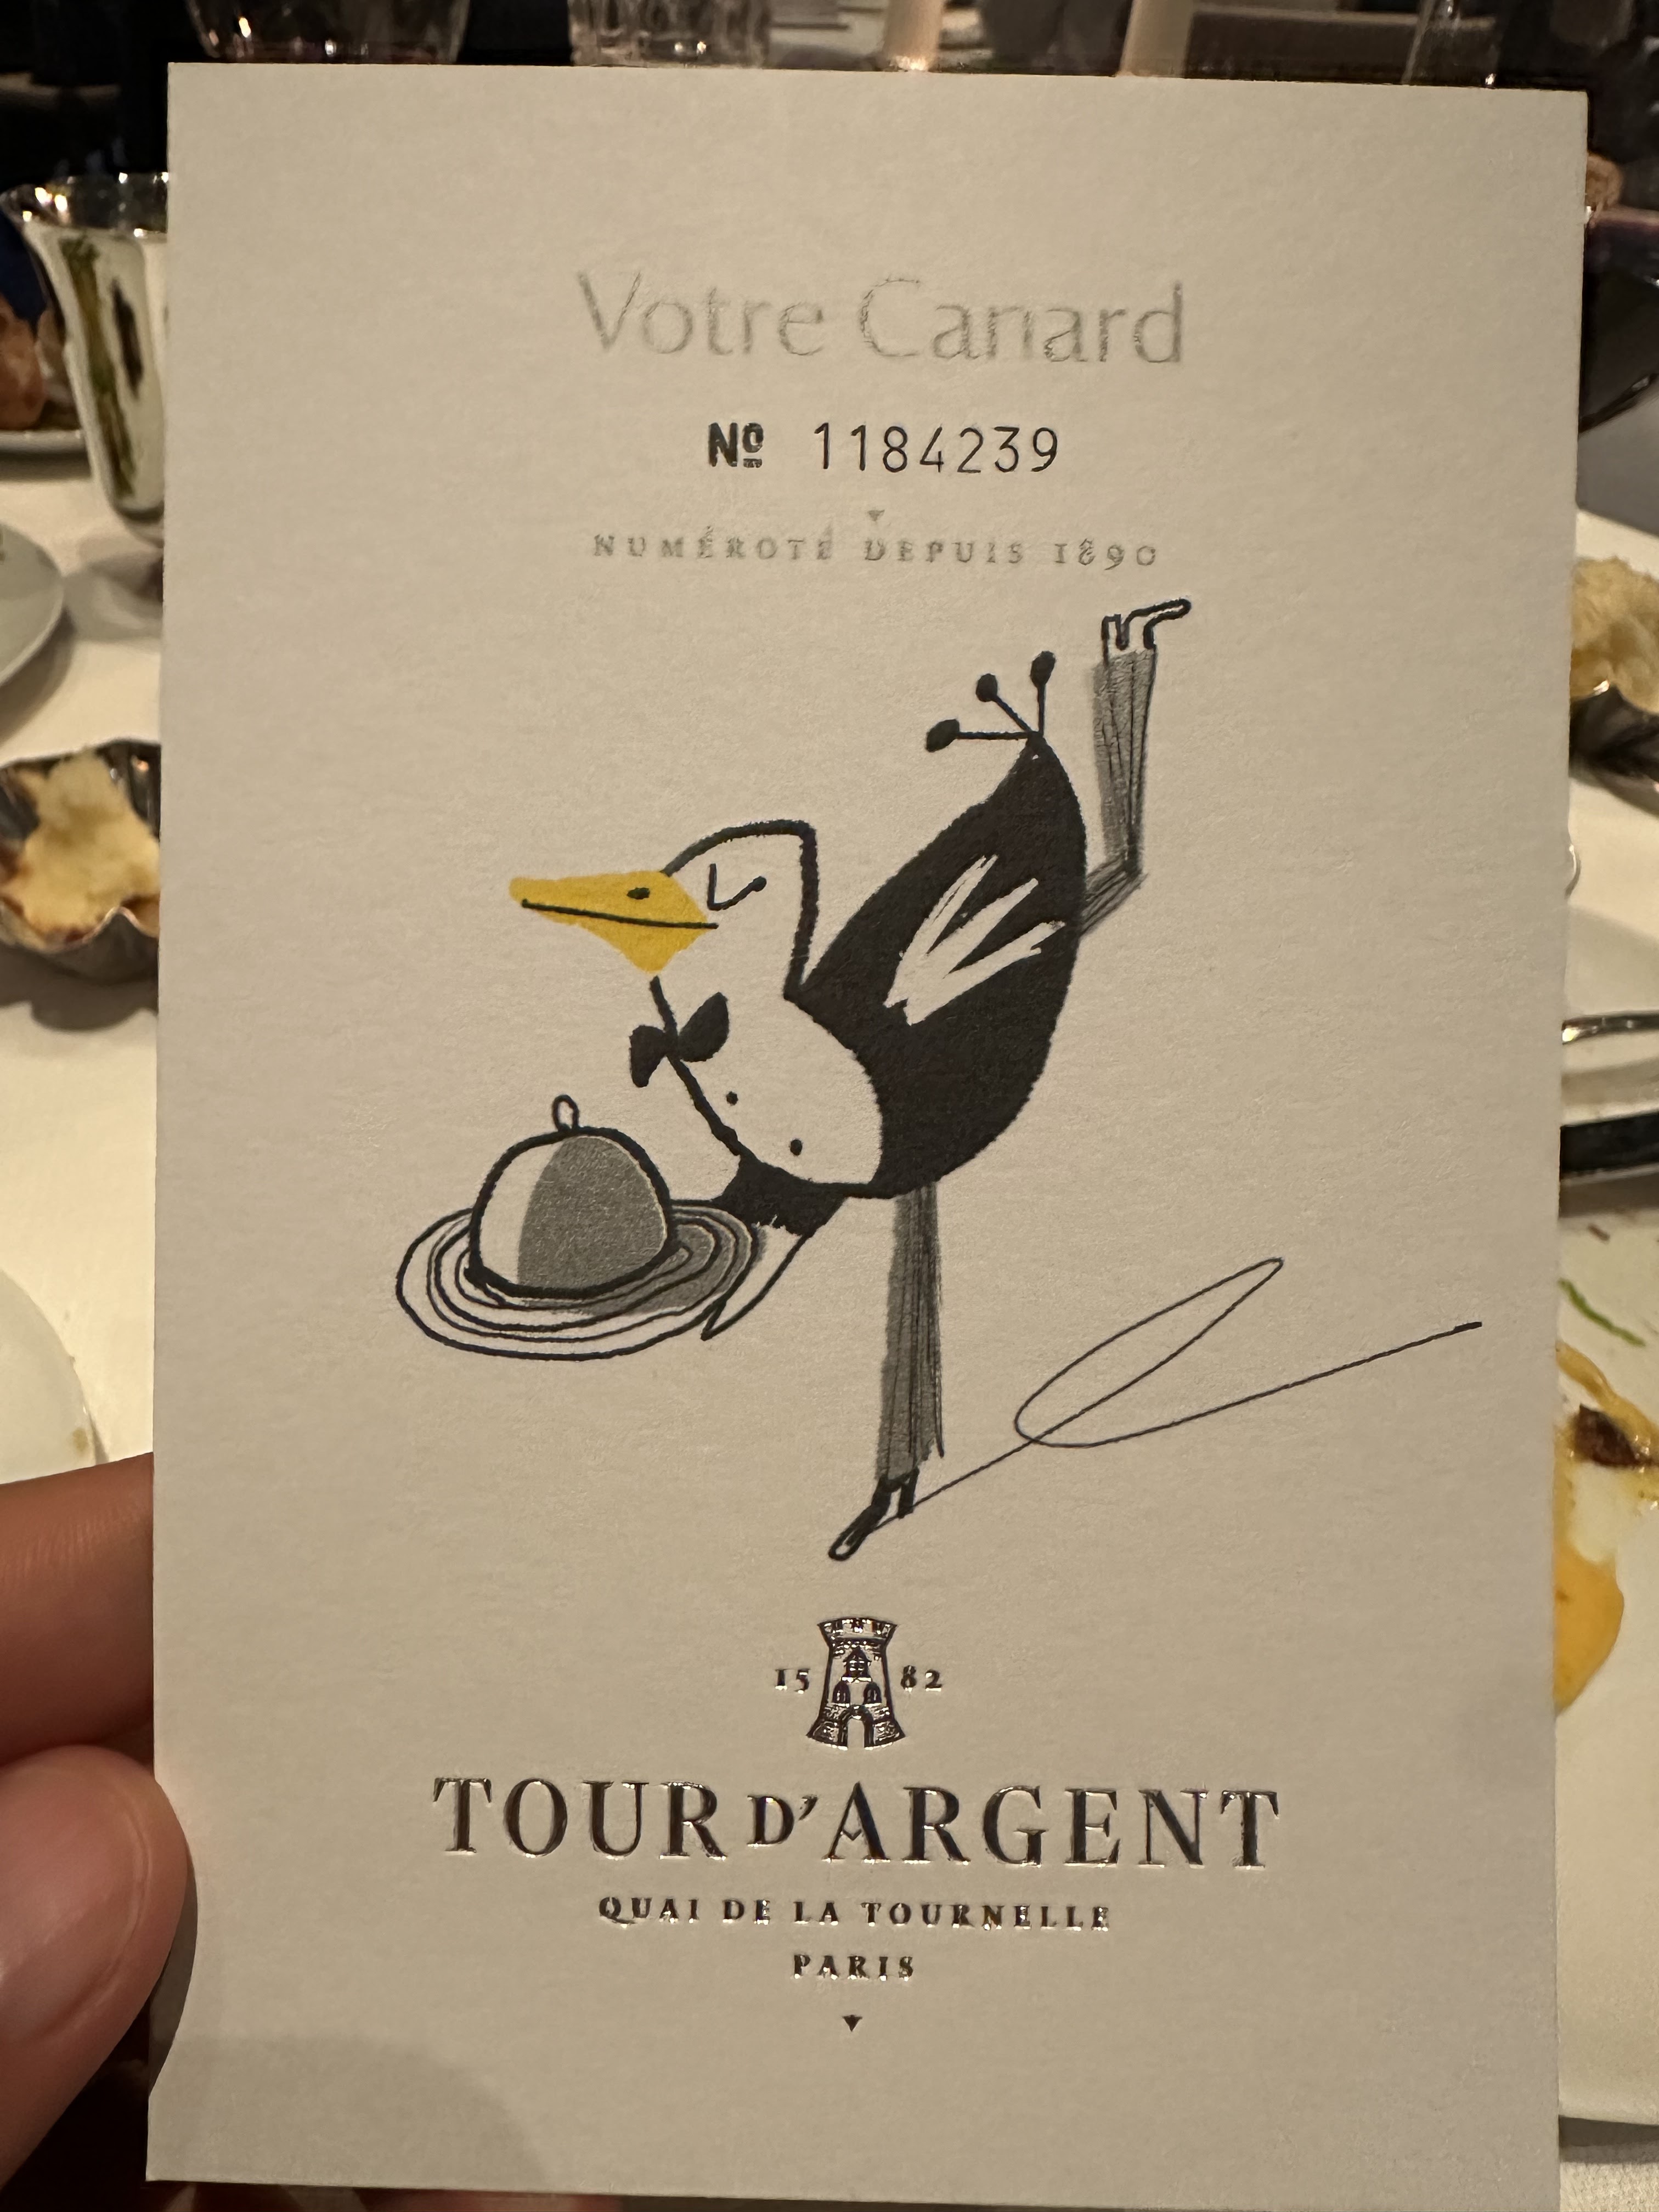 Votre Canard
Nº 1184239
NUMÉROTÉ DEPUIS 1890
15 82
TOUR D'ARGENT
QUAI DE LA TOURNELLE
PARIS